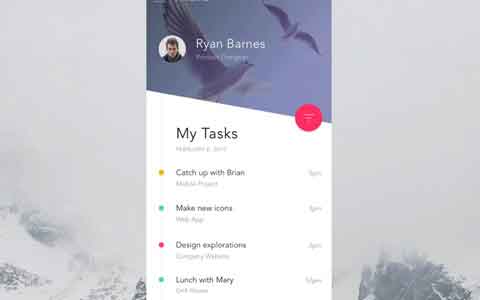 Ryan Barnes
Product Designer
My Tasks
FEBRUARY 8, 2015
Catch up with Brian
5pm
Mobile Project
Make new icons
3pm
Web App
Design explorations
2pm
Company Website
Lunch with Mary
12pm
Grill House